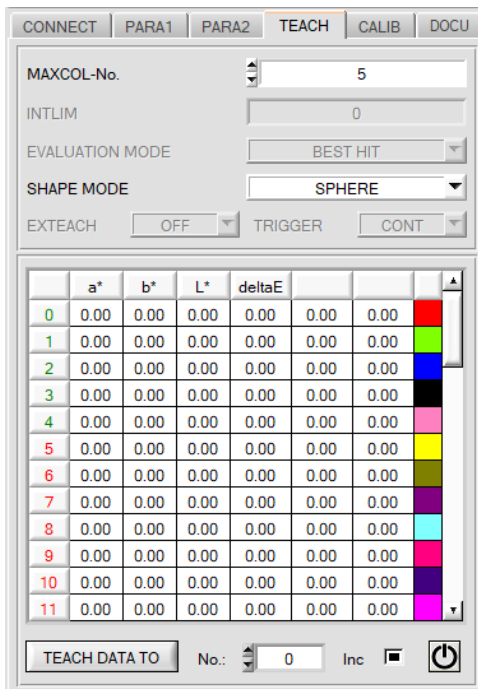 CONNECT PARA1 PARA2 TEACH CALIB DOCU
MAXCOL-No. 5
INTLIM 0
EVALUATION MODE BEST HIT
SHAPE MODE SPHERE
EXTEACH OFF TRIGGER CONT
a* b* L* deltaE
0 0.00 0.00 0.00 0.00 0.00 0.00
1 0.00 0.00 0.00 0.00 0.00 0.00
2 0.00 0.00 0.00 0.00 0.00 0.00
3 0.00 0.00 0.00 0.00 0.00 0.00
4 0.00 0.00 0.00 0.00 0.00 0.00
5 0.00 0.00 0.00 0.00 0.00 0.00
6 0.00 0.00 0.00 0.00 0.00 0.00
7 0.00 0.00 0.00 0.00 0.00 0.00
8 0.00 0.00 0.00 0.00 0.00 0.00
9 0.00 0.00 0.00 0.00 0.00 0.00
10 0.00 0.00 0.00 0.00 0.00 0.00
11 0.00 0.00 0.00 0.00 0.00 0.00
TEACH DATA TO No.: 0 Inc